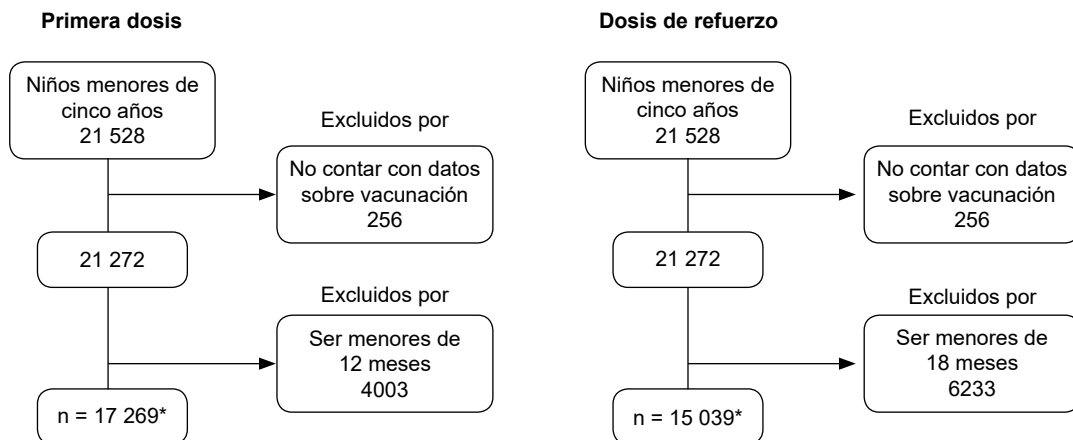 Primera dosis
Niños menores de
cinco años
21 528
Excluidos por
No contar con datos
sobre vacunación
256
21 272
Excluidos por
Ser menores de
12 meses
4003
n = 17 269*
Dosis de refuerzo
Niños menores de
cinco años
21 528
Excluidos por
No contar con datos
sobre vacunación
256
21 272
Excluidos por
Ser menores de
18 meses
6233
n = 15 039*